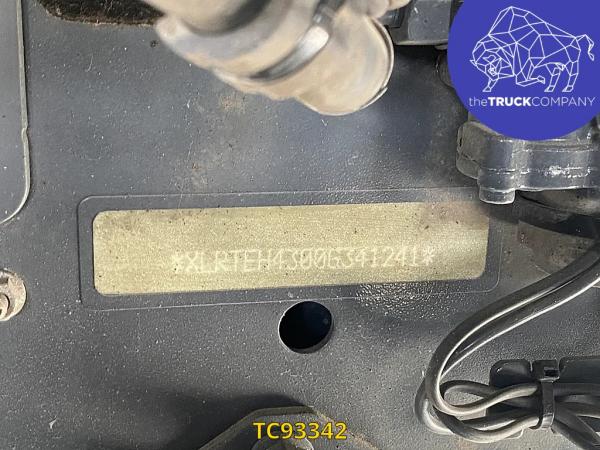 theTRUCKCOMPANY
*XLRTEH4300G341241*
TC93342